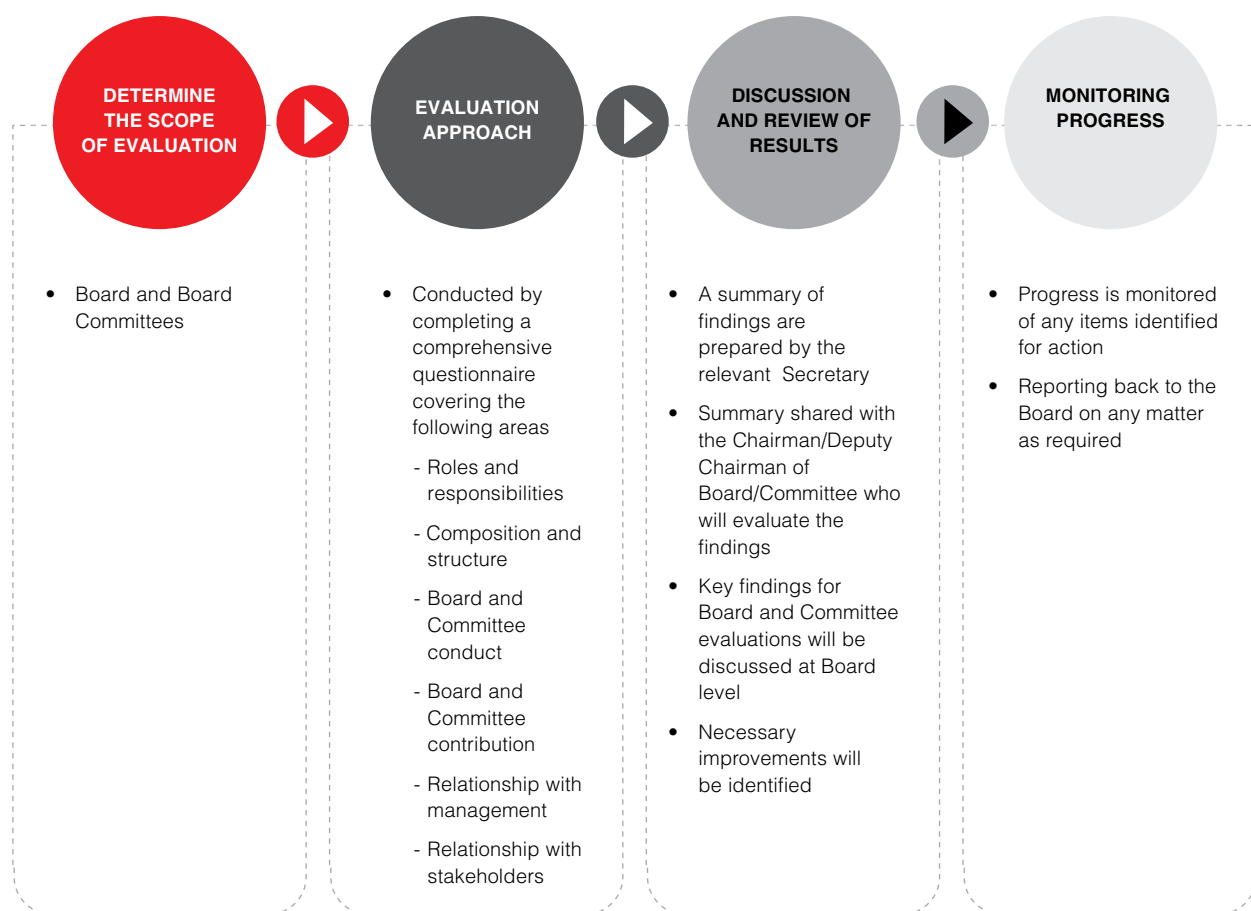 DETERMINE
THE SCOPE
OF EVALUATION
• Board and Board
Committees
EVALUATION
APPROACH
• Conducted by
completing a
comprehensive
questionnaire
covering the
following areas
- Roles and
responsibilities
- Composition and
structure
- Board and
Committee
conduct
- Board and
Committee
contribution
- Relationship with
management
- Relationship with
stakeholders
DISCUSSION
AND REVIEW OF
RESULTS
• A summary of
findings are
prepared by the
relevant Secretary
• Summary shared with
the Chairman/Deputy
Chairman of
Board/Committee who
will evaluate the
findings
• Key findings for
Board and Committee
evaluations will be
discussed at Board
level
• Necessary
improvements will
be identified
MONITORING
PROGRESS
• Progress is monitored
of any items identified
for action
• Reporting back to the
Board on any matter
as required